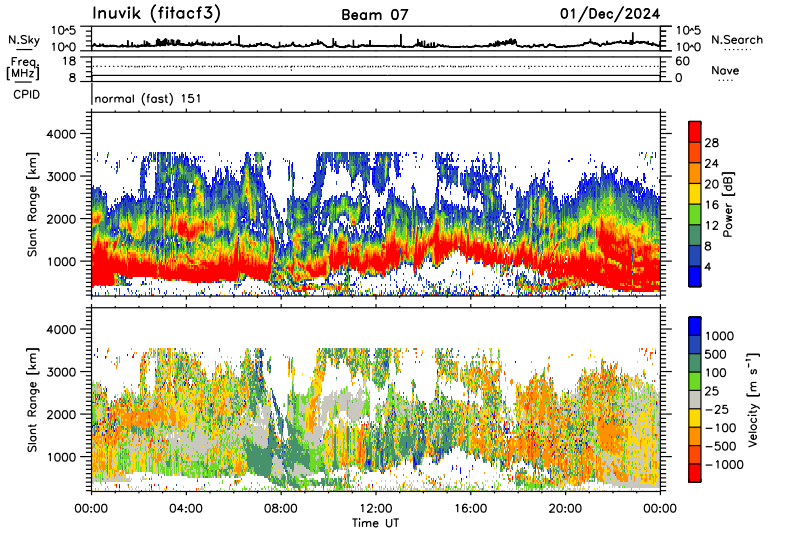 Inuvik (fitacf3) Beam 07 01/Dec/2024
N.Sky 10^5 10^0 10^5 10^0 N.Search
Freq. [MHz] 18 8 60 0 Nave
CPID normal (fast) 151
Slant Range [km] 4000 3000 2000 1000
Power [dB] 28 24 20 16 12 8 4
Slant Range [km] 4000 3000 2000 1000
Velocity [m s⁻¹] 1000 500 100 25 −25 −100 −500 −1000
00:00 04:00 08:00 12:00 16:00 20:00 00:00
Time UT